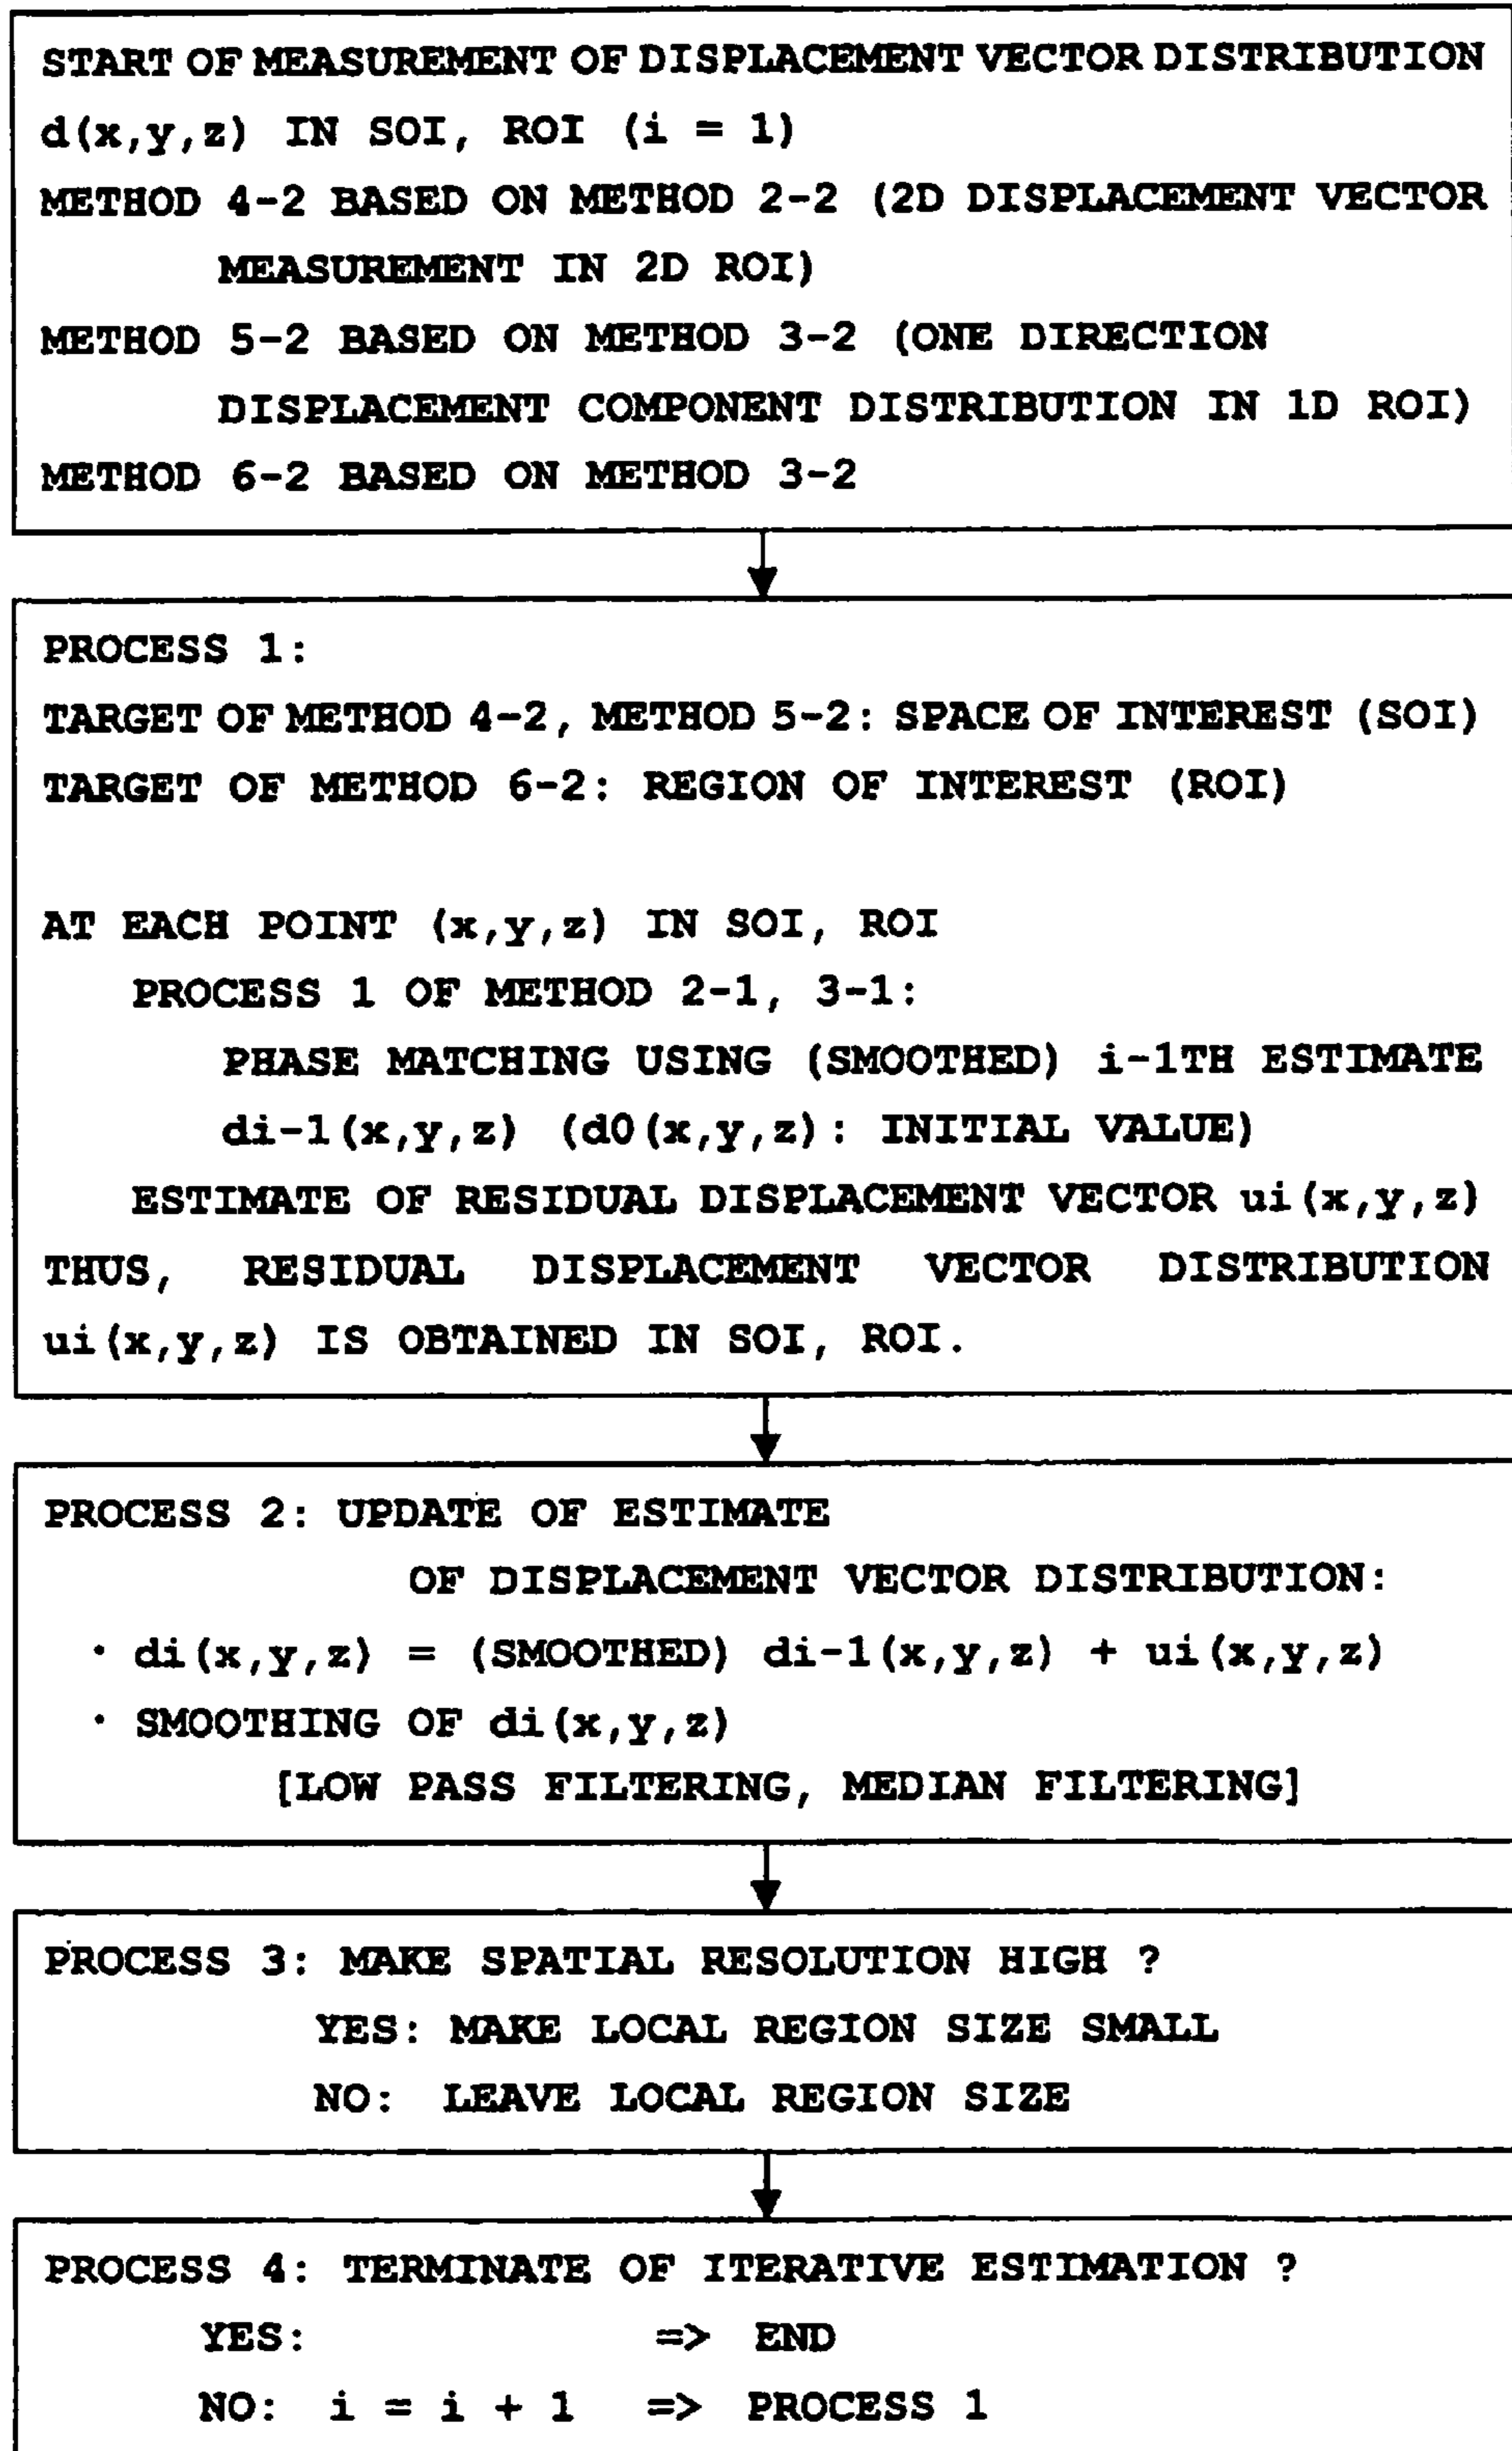 START OF MEASUREMENT OF DISPLACEMENT VECTOR DISTRIBUTION
d(x,y,z) IN SOI, ROI (i = 1)
METHOD 4-2 BASED ON METHOD 2-2 (2D DISPLACEMENT VECTOR
MEASUREMENT IN 2D ROI)
METHOD 5-2 BASED ON METHOD 3-2 (ONE DIRECTION
DISPLACEMENT COMPONENT DISTRIBUTION IN 1D ROI)
METHOD 6-2 BASED ON METHOD 3-2
PROCESS 1:
TARGET OF METHOD 4-2, METHOD 5-2: SPACE OF INTEREST (SOI)
TARGET OF METHOD 6-2: REGION OF INTEREST (ROI)
AT EACH POINT (x,y,z) IN SOI, ROI
PROCESS 1 OF METHOD 2-1, 3-1:
PHASE MATCHING USING (SMOOTHED) i-1TH ESTIMATE
di-1(x,y,z) (d0(x,y,z): INITIAL VALUE)
ESTIMATE OF RESIDUAL DISPLACEMENT VECTOR ui(x,y,z)
THUS, RESIDUAL DISPLACEMENT VECTOR DISTRIBUTION
ui(x,y,z) IS OBTAINED IN SOI, ROI.
PROCESS 2: UPDATE OF ESTIMATE
OF DISPLACEMENT VECTOR DISTRIBUTION:
· di(x,y,z) = (SMOOTHED) di-1(x,y,z) + ui(x,y,z)
· SMOOTHING OF di(x,y,z)
[LOW PASS FILTERING, MEDIAN FILTERING]
PROCESS 3: MAKE SPATIAL RESOLUTION HIGH ?
YES: MAKE LOCAL REGION SIZE SMALL
NO: LEAVE LOCAL REGION SIZE
PROCESS 4: TERMINATE OF ITERATIVE ESTIMATION ?
YES: => END
NO: i = i + 1 => PROCESS 1